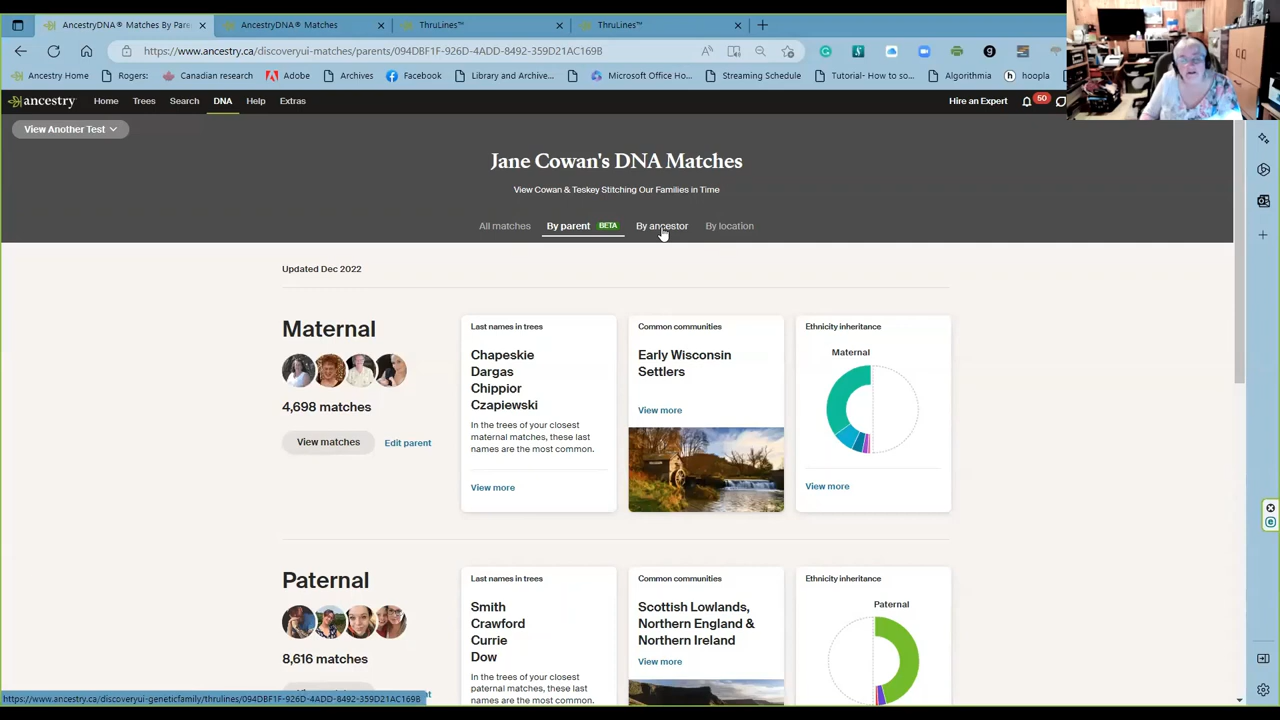 AncestryDNA® Matches By Pare
AncestryDNA® Matches
ThruLines™
ThruLines™
https://www.ancestry.ca/discoveryui-matches/parents/094DBF1F-926D-4ADD-8492-359D21AC169B
Ancestry Home
Rogers:
Canadian research
Adobe
Archives
Facebook
Library and Archive...
Microsoft Office Ho...
Streaming Schedule
Tutorial- How to so...
Algorithmia
hoopla
ancestry Home Trees Search DNA Help Extras Hire an Expert 50
View Another Test
Jane Cowan's DNA Matches
View Cowan & Teskey Stitching Our Families in Time
All matches By parent BETA By ancestor By location
Updated Dec 2022
Maternal
4,698 matches
View matches Edit parent
Last names in trees
Chapeskie
Dargas
Chippior
Czapiewski
In the trees of your closest
maternal matches, these last
names are the most common.
View more
Common communities
Early Wisconsin
Settlers
View more
Ethnicity inheritance
Maternal
View more
Paternal
8,616 matches
Last names in trees
Smith
Crawford
Currie
Dow
In the trees of your closest
paternal matches, these last
names are the most common.
Common communities
Scottish Lowlands,
Northern England &
Northern Ireland
View more
Ethnicity inheritance
Paternal
https://www.ancestry.ca/discoveryui-geneticfamily/thrulines/094DBF1F-926D-4ADD-8492-359D21AC169B